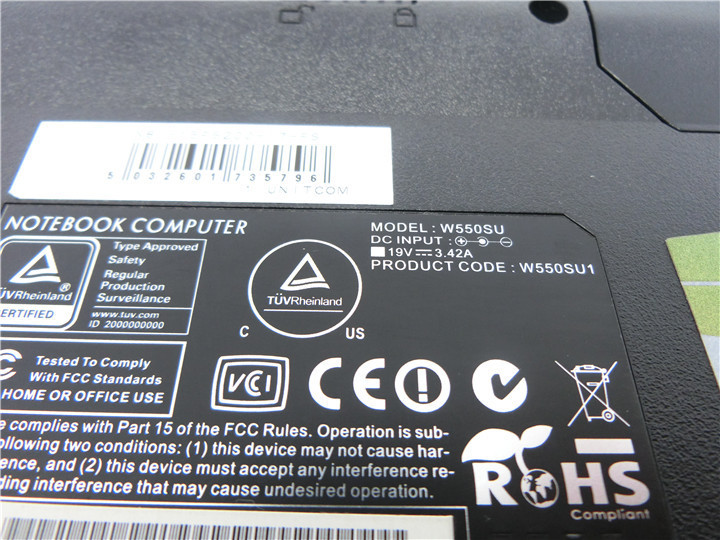 5 032601 735796
UNITCOM
NOTEBOOK COMPUTER
MODEL : W550SU
DC INPUT :
19V 3.42A
PRODUCT CODE : W550SU1
TÜVRheinland
CERTIFIED
Type Approved
Safety
Regular
Production
Surveillance
www.tuv.com
ID 2000000000
TÜVRheinland
C US
Tested To Comply
With FCC Standards
HOME OR OFFICE USE
VCI
CE
e complies with Part 15 of the FCC Rules. Operation is sub-
ollowing two conditions: (1) this device may not cause har-
ence, and (2) this device must accept any interference re-
ding interference that may cause undesired operation.
RoHS
Compliant